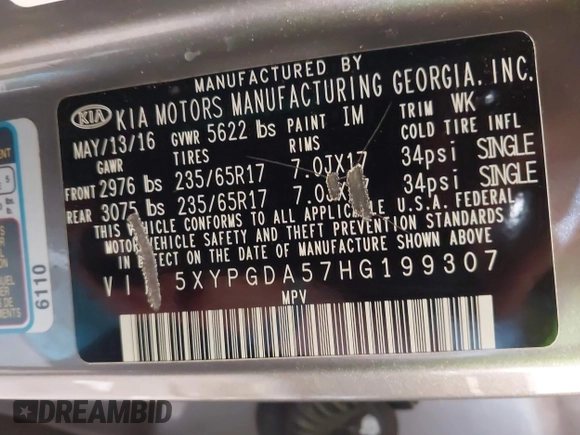 MANUFACTURED BY
KIA KIA MOTORS MANUFACTURING GEORGIA, INC.
MAY/13/16 GVWR 5622 lbs PAINT IM TRIM WK
GAWR TIRES RIMS COLD TIRE INFL
FRONT 2976 lbs 235/65R17 7.0JX17 34psi SINGLE
REAR 3075 lbs 235/65R17 34psi SINGLE
THIS VEHICLE CONFORMS TO ALL APPLICABLE U.S.A. FEDERAL
MOTOR VEHICLE SAFETY AND THEFT PREVENTION STANDARDS
IN EFFECT ON THE DATE OF MANUFACTURE SHOWN ABOVE
5XYPGDA57HG199307
MPV
6110
DREAMBID